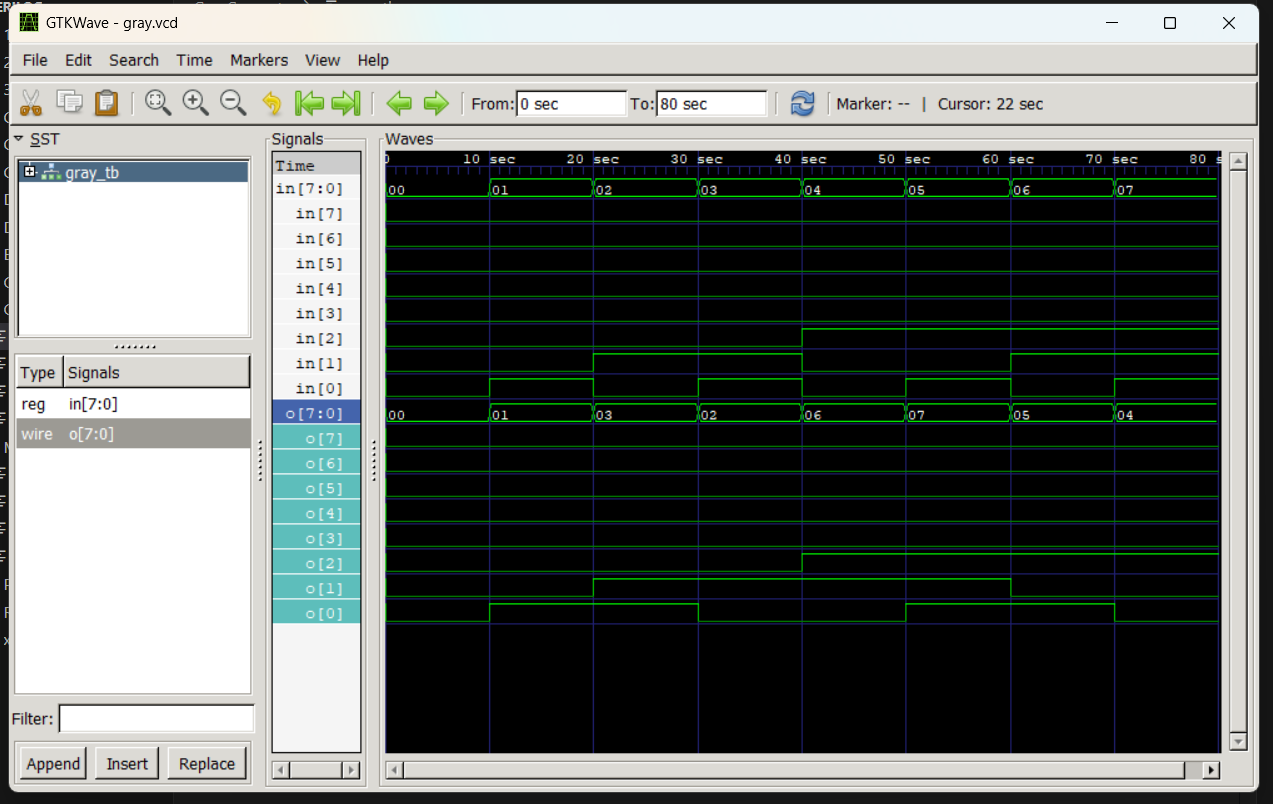 GTKWave - gray.vcd
File Edit Search Time Markers View Help
From: 0 sec To: 80 sec Marker: -- | Cursor: 22 sec
SST
gray_tb
Type Signals
reg in[7:0]
wire o[7:0]
Filter:
Append Insert Replace
Signals
Time
in[7:0]
in[7]
in[6]
in[5]
in[4]
in[3]
in[2]
in[1]
in[0]
o[7:0]
o[7]
o[6]
o[5]
o[4]
o[3]
o[2]
o[1]
o[0]
Waves
10 sec 20 sec 30 sec 40 sec 50 sec 60 sec 70 sec 80 s
00 01 02 03 04 05 06 07
00 01 03 02 06 07 05 04